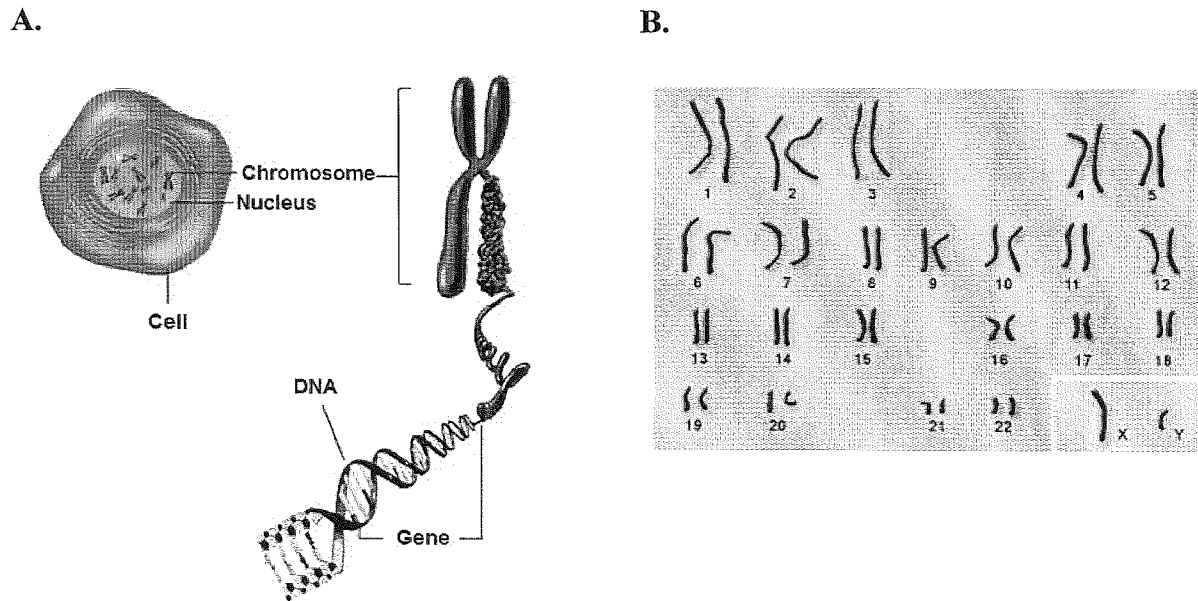 A.
B.
Chromosome
Nucleus
Cell
DNA
Gene
1 2 3 4 5
6 7 8 9 10 11 12
13 14 15 16 17 18
19 20 21 22 X Y